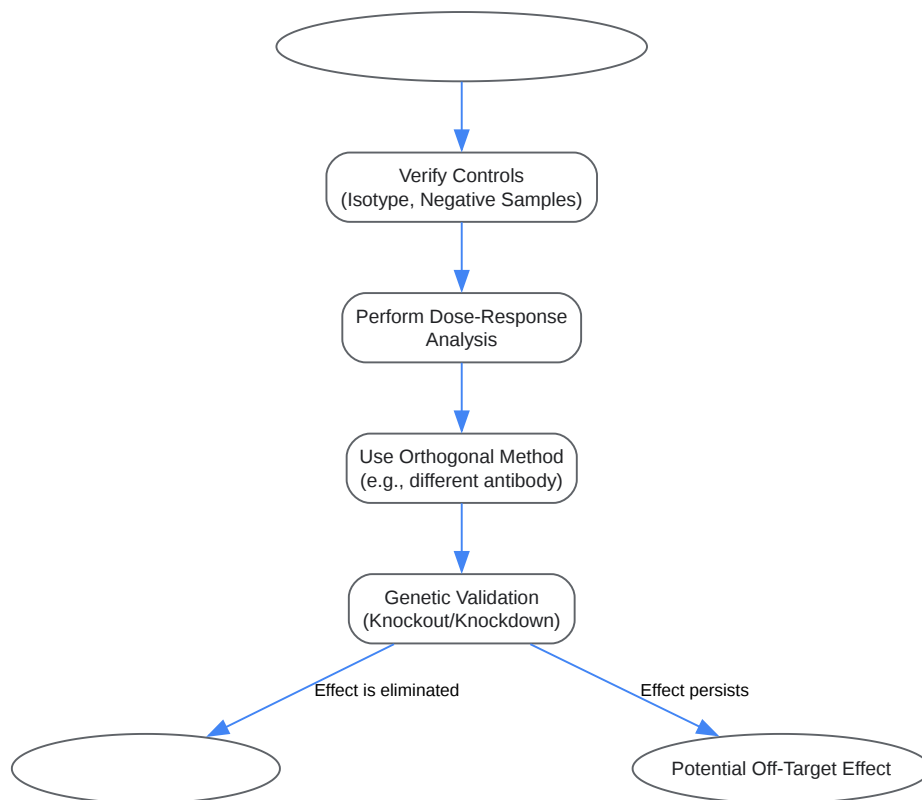 Verify Controls
(Isotype, Negative Samples)
Perform Dose-Response
Analysis
Use Orthogonal Method
(e.g., different antibody)
Genetic Validation
(Knockout/Knockdown)
Effect is eliminated
Effect persists
Potential Off-Target Effect